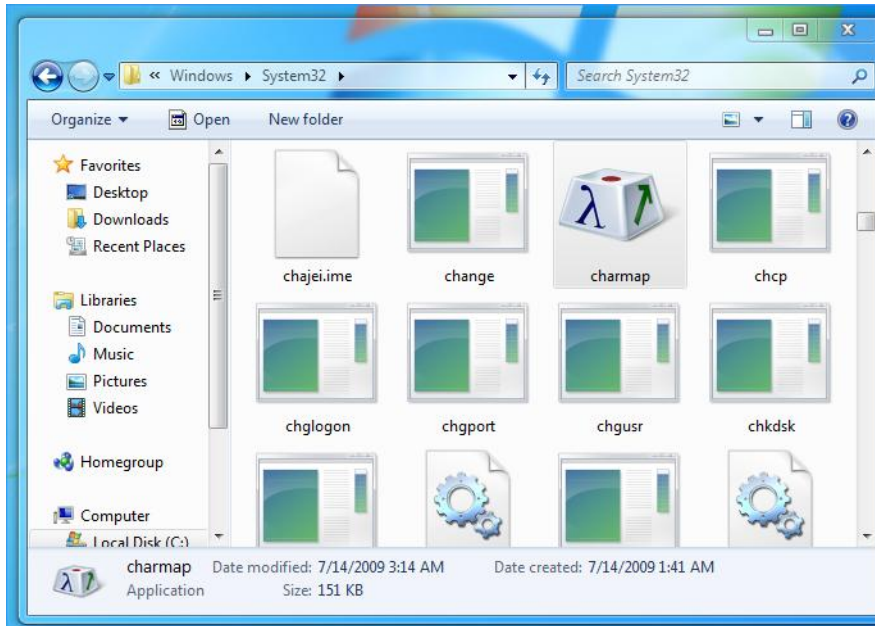 « Windows ▸ System32 ▸
Search System32
Organize ▾ Open New folder
Favorites
Desktop
Downloads
Recent Places
Libraries
Documents
Music
Pictures
Videos
Homegroup
Computer
Local Disk (C:)
chajei.ime change charmap chcp
chglogon chgport chgusr chkdsk
charmap Date modified: 7/14/2009 3:14 AM Date created: 7/14/2009 1:41 AM
Application Size: 151 KB